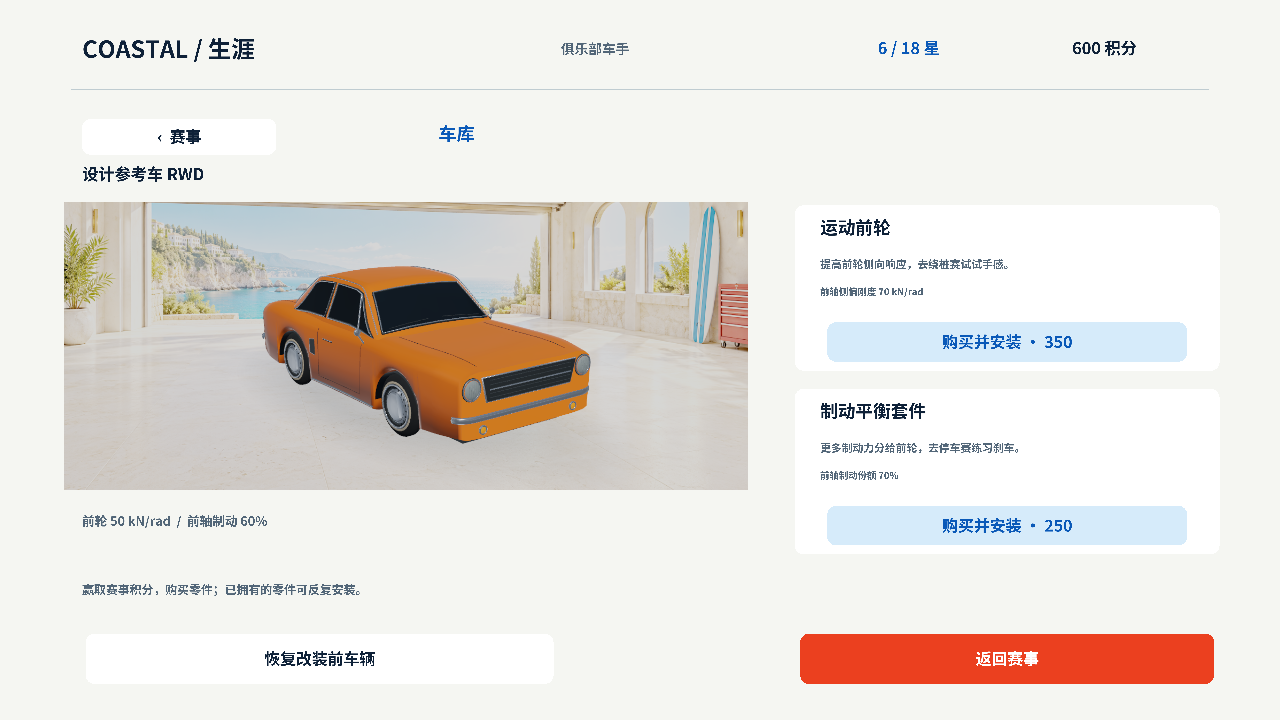 COASTAL / 生涯
俱乐部车手
6 / 18 星
600 积分
‹ 赛事
车库
设计参考车 RWD
运动前轮
提高前轮侧向响应，去绕桩赛试试手感。
前轴侧偏刚度 70 kN/rad
购买并安装 · 350
制动平衡套件
更多制动力分给前轮，去停车赛练习刹车。
前轴制动份额 70%
购买并安装 · 250
前轮 50 kN/rad / 前轴制动 60%
赢取赛事积分，购买零件；已拥有的零件可反复安装。
恢复改装前车辆
返回赛事